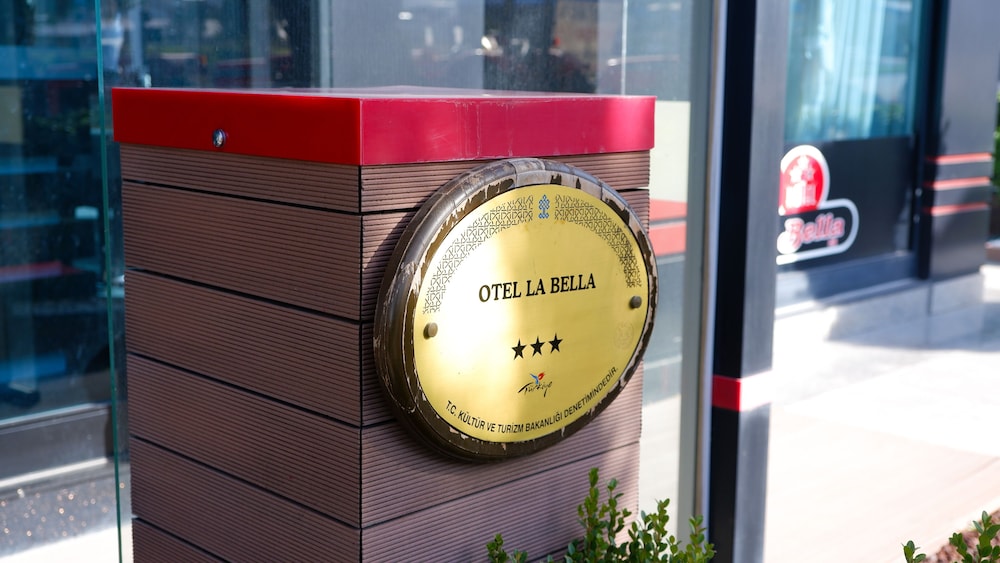 OTEL LA BELLA
★★★
Türkiye
T.C. KÜLTÜR VE TURİZM BAKANLIĞI DENETİMİNDEDİR.
Bella